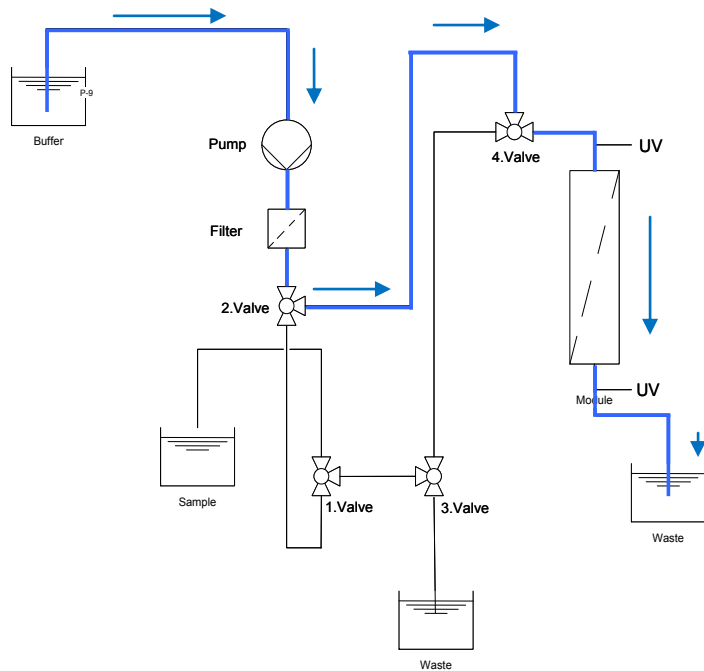 P-9
Buffer
Pump
4.Valve
UV
Filter
2.Valve
UV
Module
Sample
1.Valve
3.Valve
Waste
Waste